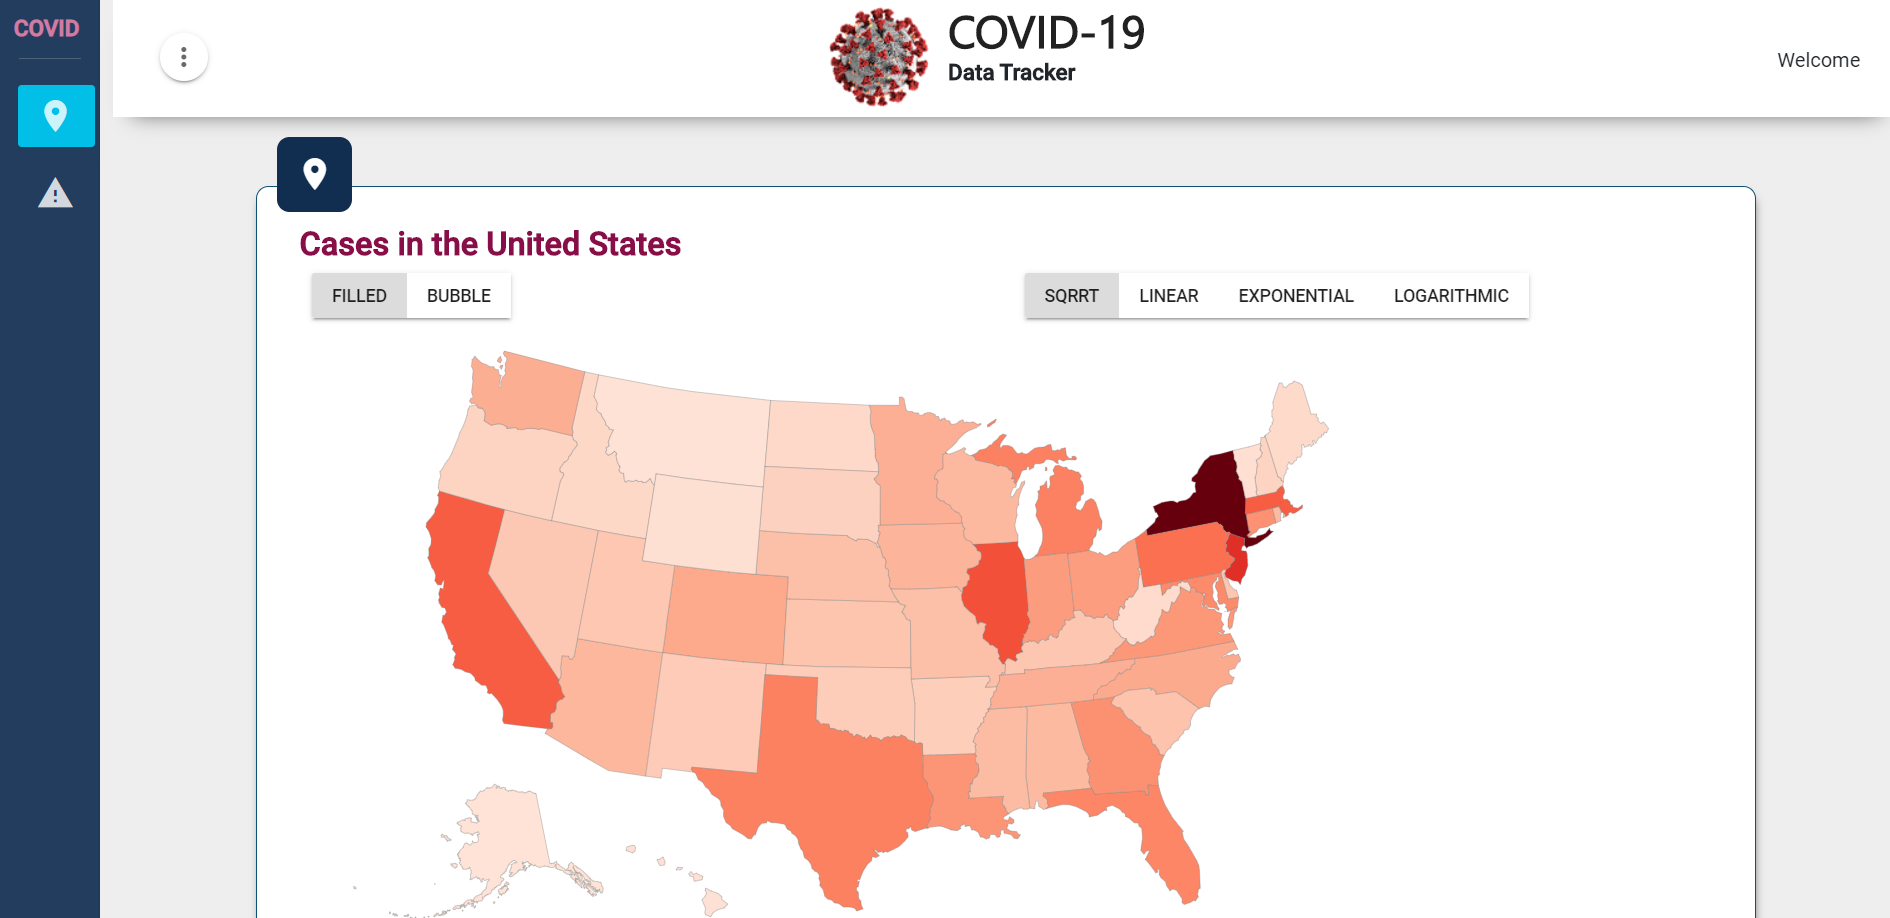 COVID
COVID-19
Data Tracker
Welcome
Cases in the United States
FILLED BUBBLE
SQRRT LINEAR EXPONENTIAL LOGARITHMIC